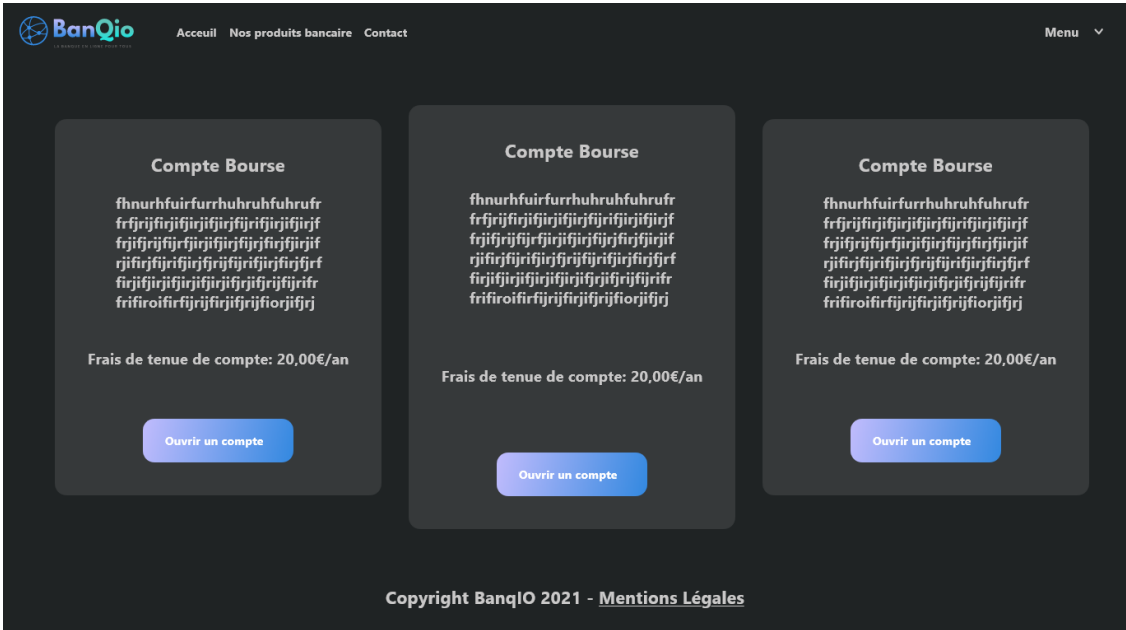 BanQio
LA BANQUE EN LIGNE POUR TOUS
Acceuil Nos produits bancaire Contact
Menu
Compte Bourse
fhnurhfuirfurrhuhruhfuhrufr
frfjrijfirjifjirjifjirjfijrifjirjifjirjf
frjifjrijfijrfjirjifjirjfijrjfirjfjirjif
rjifirjfijrifjirjfjrijfijrifjirjfirjfjrf
firjifjirjifjirjifjirjifjrjifjrijfijrifr
frifiroifirfijrijfirjifjrijfiorjifjrj
Frais de tenue de compte: 20,00€/an
Ouvrir un compte
Compte Bourse
fhnurhfuirfurrhuhruhfuhrufr
frfjrijfirjifjirjifjirjfijrifjirjifjirjf
frjifjrijfijrfjirjifjirjfijrjfirjfjirjif
rjifirjfijrifjirjfjrijfijrifjirjfirjfjrf
firjifjirjifjirjifjirjifjrjifjrijfijrifr
frifiroifirfijrijfirjifjrijfiorjifjrj
Frais de tenue de compte: 20,00€/an
Ouvrir un compte
Compte Bourse
fhnurhfuirfurrhuhruhfuhrufr
frfjrijfirjifjirjifjirjfijrifjirjifjirjf
frjifjrijfijrfjirjifjirjfijrjfirjfjirjif
rjifirjfijrifjirjfjrijfijrifjirjfirjfjrf
firjifjirjifjirjifjirjifjrjifjrijfijrifr
frifiroifirfijrijfirjifjrijfiorjifjrj
Frais de tenue de compte: 20,00€/an
Ouvrir un compte
Copyright BanqIO 2021 - Mentions Légales